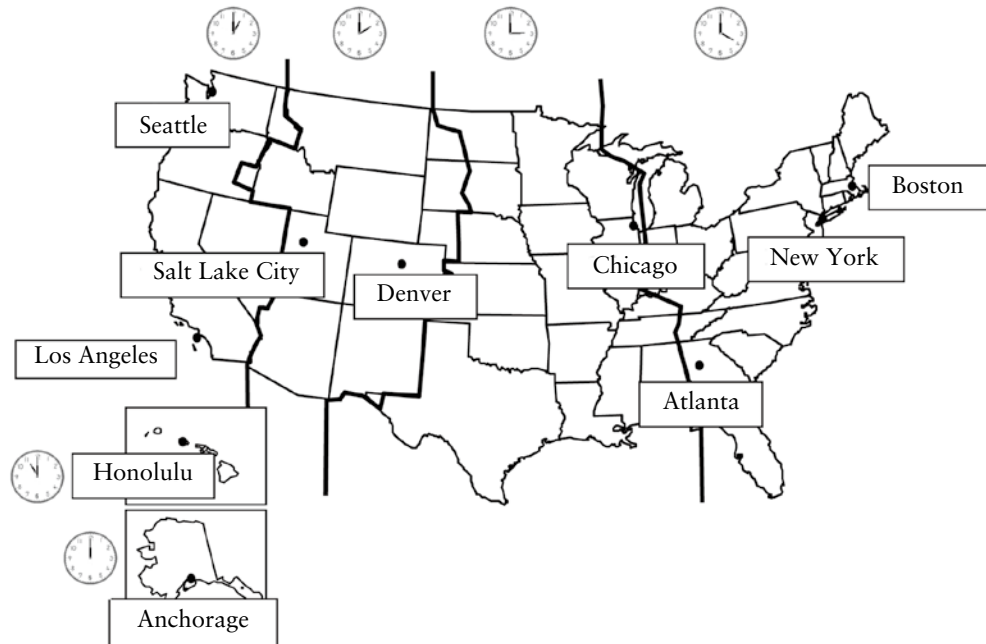 Seattle
Boston
Salt Lake City
Denver
Chicago
New York
Los Angeles
Atlanta
Honolulu
Anchorage